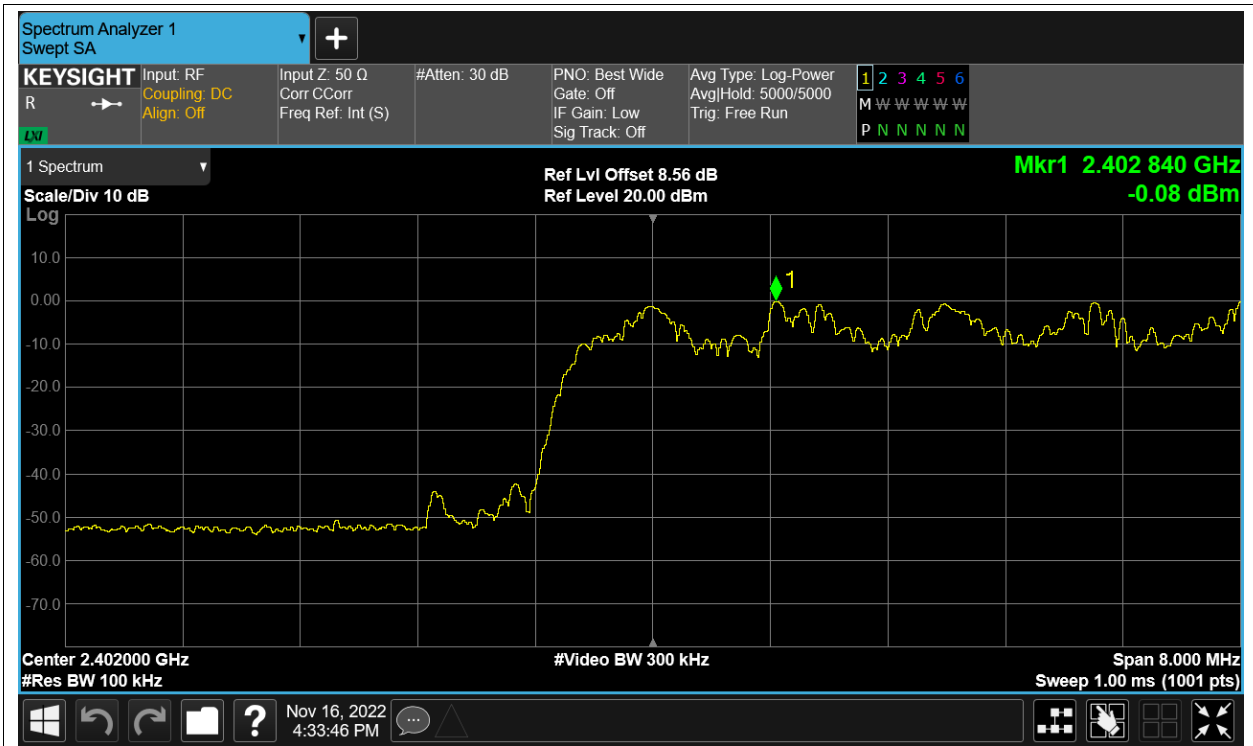 Spectrum Analyzer 1
Swept SA
KEYSIGHT
R
LXI
Input: RF
Coupling: DC
Align: Off
Input Z: 50 Ω
Corr CCorr
Freq Ref: Int (S)
#Atten: 30 dB
PNO: Best Wide
Gate: Off
IF Gain: Low
Sig Track: Off
Avg Type: Log-Power
Avg|Hold: 5000/5000
Trig: Free Run
1 2 3 4 5 6
M W W W W W
P N N N N N
1 Spectrum
Scale/Div 10 dB
Log
Ref Lvl Offset 8.56 dB
Ref Level 20.00 dBm
Mkr1 2.402 840 GHz
-0.08 dBm
10.0
1
0.00
-10.0
-20.0
-30.0
-40.0
-50.0
-60.0
-70.0
Center 2.402000 GHz
#Res BW 100 kHz
#Video BW 300 kHz
Span 8.000 MHz
Sweep 1.00 ms (1001 pts)
?
Nov 16, 2022
4:33:46 PM